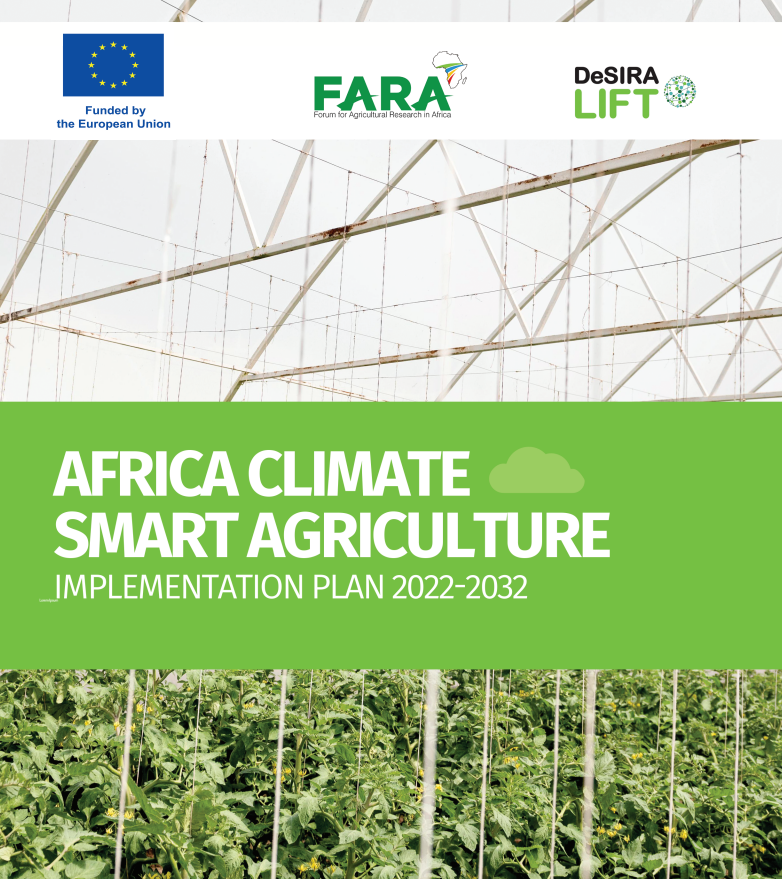 Funded by
the European Union
FARA
Forum for Agricultural Research in Africa
DeSIRA
LIFT
AFRICA CLIMATE
SMART AGRICULTURE
IMPLEMENTATION PLAN 2022-2032